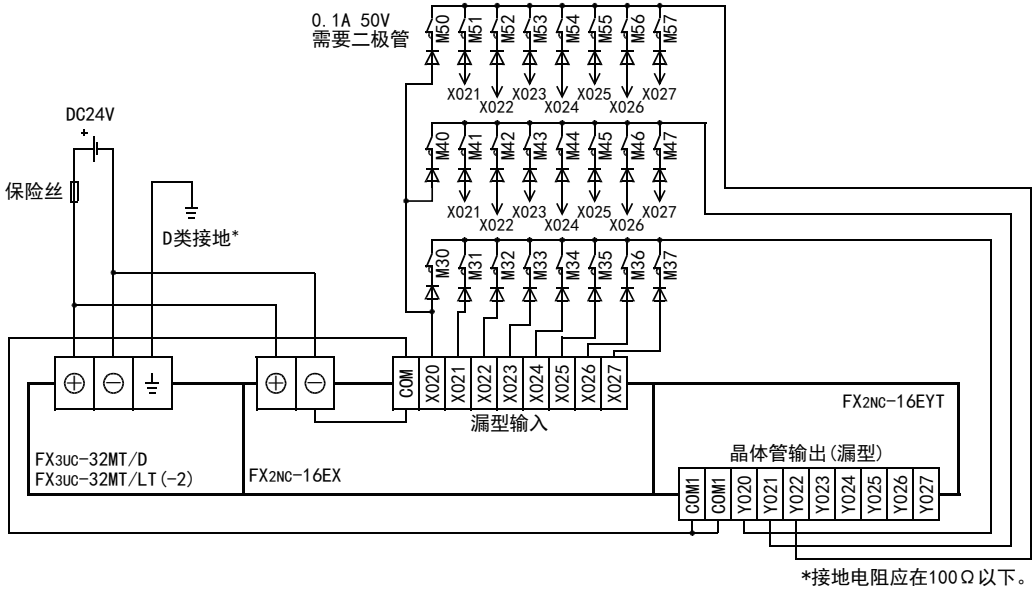 0.1A 50V
需要二极管
M50 M51 M52 M53 M54 M55 M56 M57
X021 X022 X023 X024 X025 X026 X027
DC24V
+
M40 M41 M42 M43 M44 M45 M46 M47
保险丝
X021 X022 X023 X024 X025 X026 X027
D类接地*
M30 M31 M32 M33 M34 M35 M36 M37
COM X020 X021 X022 X023 X024 X025 X026 X027
漏型输入
FX2NC-16EYT
FX3UC-32MT/D
FX3UC-32MT/LT(-2)
FX2NC-16EX
晶体管输出(漏型)
COM1 COM1 Y020 Y021 Y022 Y023 Y024 Y025 Y026 Y027
*接地电阻应在100Ω以下。